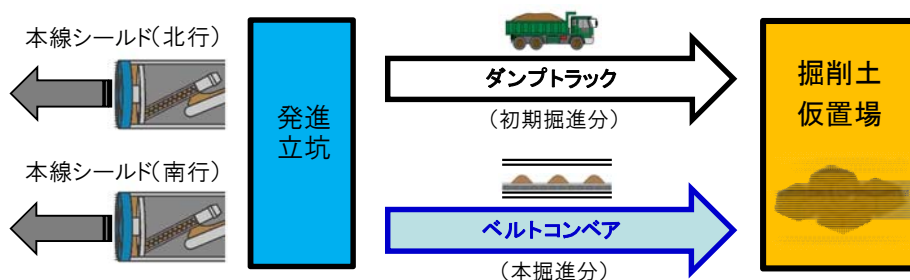 本線シールド(北行)
本線シールド(南行)
発進
立坑
ダンプトラック
(初期掘進分)
ベルトコンベア
(本掘進分)
掘削土
仮置場